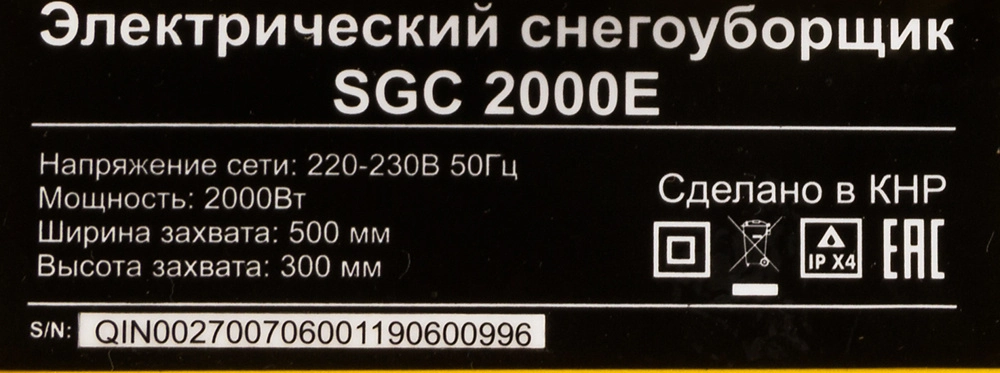 Электрический снегоуборщик
SGC 2000E
Напряжение сети: 220-230В 50Гц
Мощность: 2000Вт
Ширина захвата: 500 мм
Высота захвата: 300 мм
Сделано в КНР
IP X4
EAC
S/N: QIN002700706001190600996